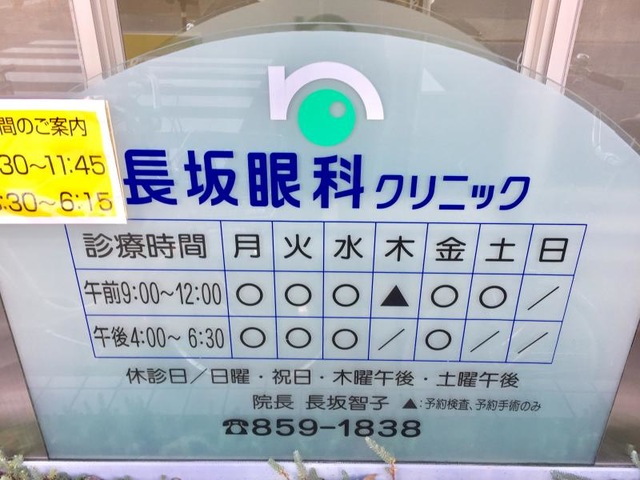 間のご案内
30～11:45
:30～6:15
長坂眼科クリニック
診療時間 月 火 水 木 金 土 日
午前9:00～12:00 ○ ○ ○ ▲ ○ ○ ／
午後4:00～ 6:30 ○ ○ ○ ／ ○ ／ ／
休診日／日曜・祝日・木曜午後・土曜午後
院長 長坂智子 ▲:予約検査、予約手術のみ
☎859-1838